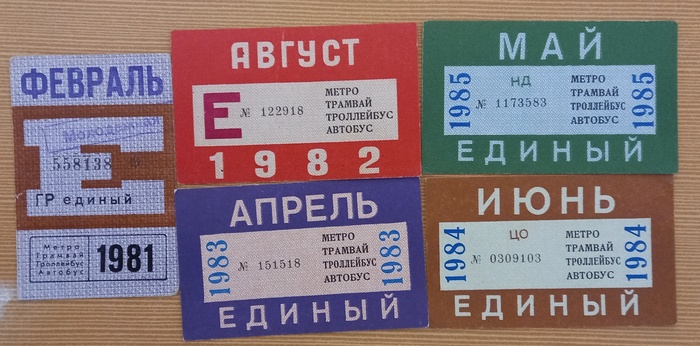 ФЕВРАЛЬ
558138
ГР единый
Метро
Трамвай
Троллейбус
Автобус
1981
АВГУСТ
Е
№ 122918
МЕТРО
ТРАМВАЙ
ТРОЛЛЕЙБУС
АВТОБУС
1982
МАЙ
1985
НД
№ 1173583
МЕТРО
ТРАМВАЙ
ТРОЛЛЕЙБУС
АВТОБУС
1985
ЕДИНЫЙ
АПРЕЛЬ
1983
№ 151518
МЕТРО
ТРАМВАЙ
ТРОЛЛЕЙБУС
АВТОБУС
1983
ЕДИНЫЙ
ИЮНЬ
1984
ЦО
№ 0309103
МЕТРО
ТРАМВАЙ
ТРОЛЛЕЙБУС
АВТОБУС
1984
ЕДИНЫЙ